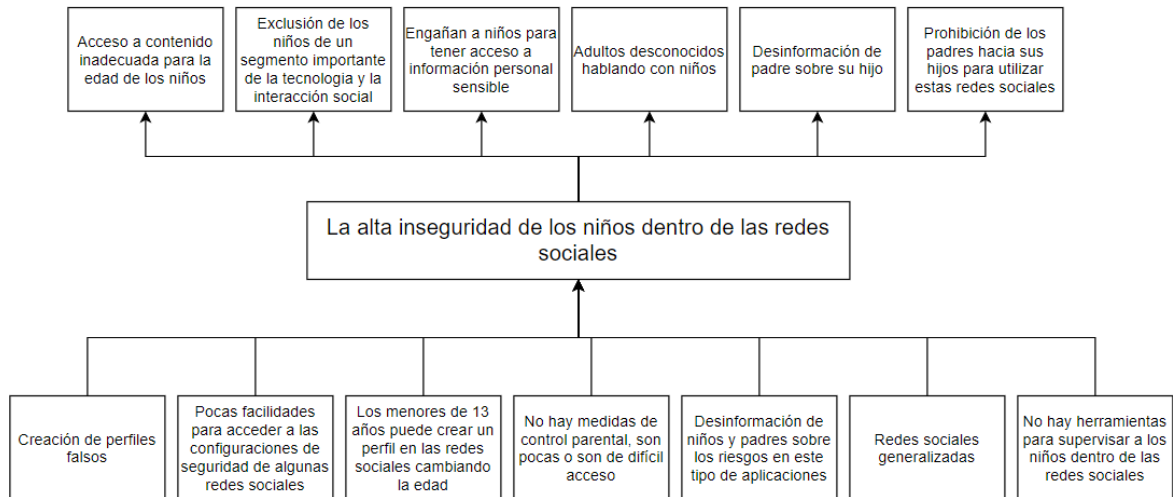 Acceso a contenido
inadecuada para la
edad de los niños
Exclusión de los
niños de un
segmento importante
de la tecnologia y la
interacción social
Engañan a niños para
tener acceso a
información personal
sensible
Adultos desconocidos
hablando con niños
Desinformación de
padre sobre su hijo
Prohibición de los
padres hacia sus
hijos para utilizar
estas redes sociales
La alta inseguridad de los niños dentro de las redes
sociales
Creación de perfiles
falsos
Pocas facilidades
para acceder a las
configuraciones de
seguridad de algunas
redes sociales
Los menores de 13
años puede crear un
perfil en las redes
sociales cambiando
la edad
No hay medidas de
control parental, son
pocas o son de difícil
acceso
Desinformación de
niños y padres sobre
los riesgos en este
tipo de aplicaciones
Redes sociales
generalizadas
No hay herramientas
para supervisar a los
niños dentro de las
redes sociales